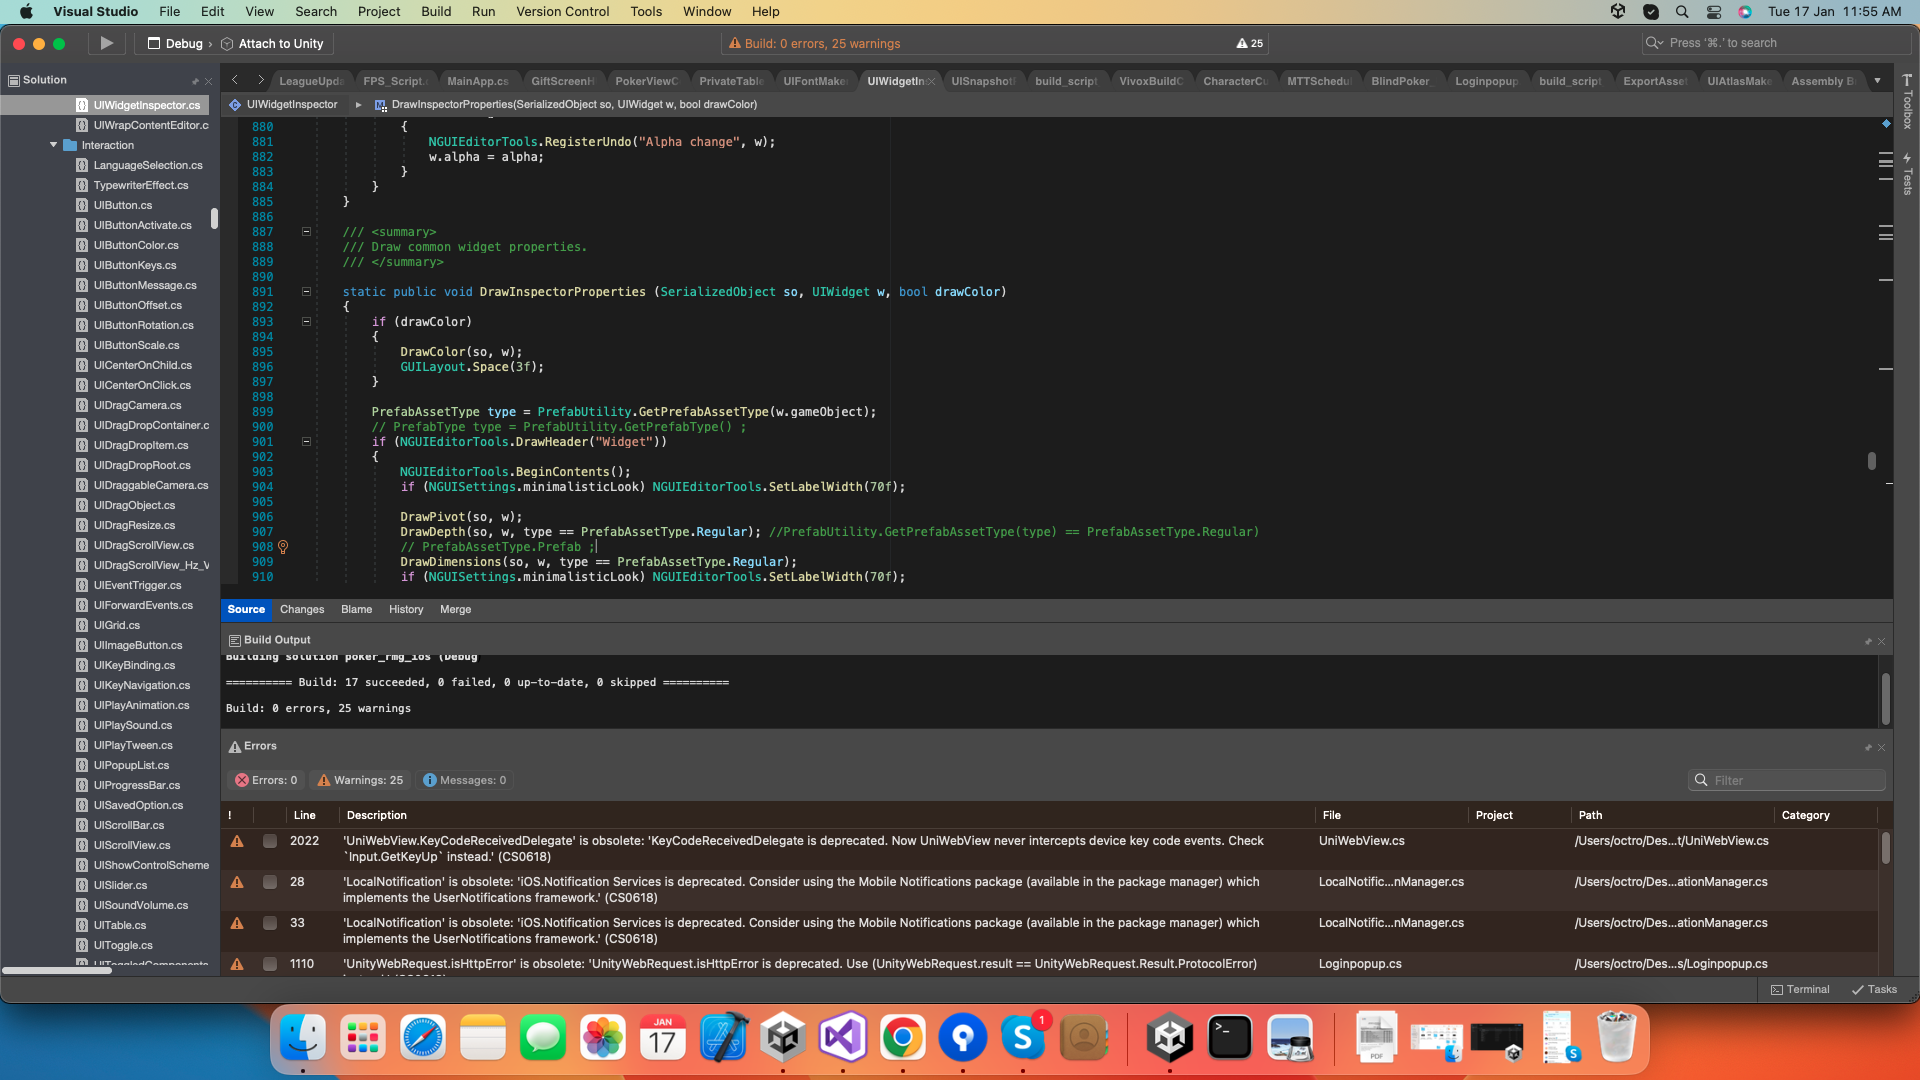 Visual Studio File Edit View Search Project Build Run Version Control Tools Window Help Tue 17 Jan 11:55 AM
Debug › Attach to Unity Build: 0 errors, 25 warnings 25 Press ‘⌘.’ to search
Solution
UIWidgetInspector.cs
UIWrapContentEditor.c
Interaction
LanguageSelection.cs
TypewriterEffect.cs
UIButton.cs
UIButtonActivate.cs
UIButtonColor.cs
UIButtonKeys.cs
UIButtonMessage.cs
UIButtonOffset.cs
UIButtonRotation.cs
UIButtonScale.cs
UICenterOnChild.cs
UICenterOnClick.cs
UIDragCamera.cs
UIDragDropContainer.c
UIDragDropItem.cs
UIDragDropRoot.cs
UIDraggableCamera.cs
UIDragObject.cs
UIDragResize.cs
UIDragScrollView.cs
UIDragScrollView_Hz_V
UIEventTrigger.cs
UIForwardEvents.cs
UIGrid.cs
UIImageButton.cs
UIKeyBinding.cs
UIKeyNavigation.cs
UIPlayAnimation.cs
UIPlaySound.cs
UIPlayTween.cs
UIPopupList.cs
UIProgressBar.cs
UISavedOption.cs
UIScrollBar.cs
UIScrollView.cs
UIShowControlScheme
UISlider.cs
UISoundVolume.cs
UITable.cs
UIToggle.cs
UIToggledComponents
LeagueUpda FPS_Script.c MainApp.cs GiftScreenH PokerViewC PrivateTable UIFontMake UIWidgetIn UISnapshotF build_script VivoxBuildC CharacterCu MTTSchedul BlindPoker_ Loginpopup build_script ExportAsset UIAtlasMake Assembly B
UIWidgetInspector DrawInspectorProperties(SerializedObject so, UIWidget w, bool drawColor)
880 {
881 NGUIEditorTools.RegisterUndo("Alpha change", w);
882 w.alpha = alpha;
883 }
884 }
885 }
886
887 /// <summary>
888 /// Draw common widget properties.
889 /// </summary>
890
891 static public void DrawInspectorProperties (SerializedObject so, UIWidget w, bool drawColor)
892 {
893 if (drawColor)
894 {
895 DrawColor(so, w);
896 GUILayout.Space(3f);
897 }
898
899 PrefabAssetType type = PrefabUtility.GetPrefabAssetType(w.gameObject);
900 // PrefabType type = PrefabUtility.GetPrefabType() ;
901 if (NGUIEditorTools.DrawHeader("Widget"))
902 {
903 NGUIEditorTools.BeginContents();
904 if (NGUISettings.minimalisticLook) NGUIEditorTools.SetLabelWidth(70f);
905
906 DrawPivot(so, w);
907 DrawDepth(so, w, type == PrefabAssetType.Regular); //PrefabUtility.GetPrefabAssetType(type) == PrefabAssetType.Regular)
908 // PrefabAssetType.Prefab ;
909 DrawDimensions(so, w, type == PrefabAssetType.Regular);
910 if (NGUISettings.minimalisticLook) NGUIEditorTools.SetLabelWidth(70f);
Toolbox
Tests
Source Changes Blame History Merge
Build Output
Building solution poker_rmg_ios (Debug
========== Build: 17 succeeded, 0 failed, 0 up-to-date, 0 skipped ==========
Build: 0 errors, 25 warnings
Errors
Errors: 0 Warnings: 25 Messages: 0 Filter
! Line Description File Project Path Category
2022 'UniWebView.KeyCodeReceivedDelegate' is obsolete: 'KeyCodeReceivedDelegate is deprecated. Now UniWebView never intercepts device key code events. Check UniWebView.cs /Users/octro/Des...t/UniWebView.cs
`Input.GetKeyUp` instead.' (CS0618)
28 'LocalNotification' is obsolete: 'iOS.Notification Services is deprecated. Consider using the Mobile Notifications package (available in the package manager) which LocalNotific...nManager.cs /Users/octro/Des...ationManager.cs
implements the UserNotifications framework.' (CS0618)
33 'LocalNotification' is obsolete: 'iOS.Notification Services is deprecated. Consider using the Mobile Notifications package (available in the package manager) which LocalNotific...nManager.cs /Users/octro/Des...ationManager.cs
implements the UserNotifications framework.' (CS0618)
1110 'UnityWebRequest.isHttpError' is obsolete: 'UnityWebRequest.isHttpError is deprecated. Use (UnityWebRequest.result == UnityWebRequest.Result.ProtocolError) Loginpopup.cs /Users/octro/Des...s/Loginpopup.cs
Terminal Tasks
JAN
17
S
1
PDF
S